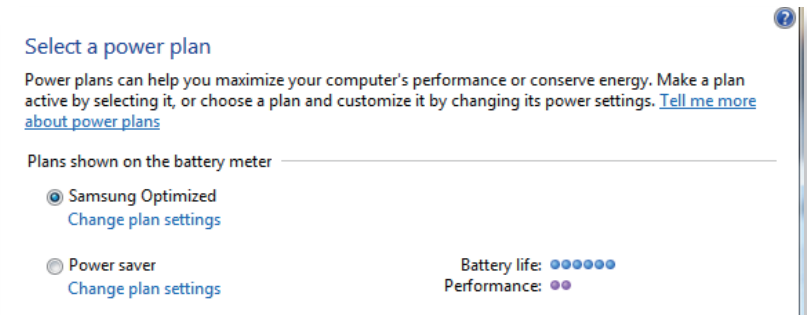 Select a power plan
Power plans can help you maximize your computer's performance or conserve energy. Make a plan
active by selecting it, or choose a plan and customize it by changing its power settings. Tell me more
about power plans
Plans shown on the battery meter
Samsung Optimized
Change plan settings
Power saver Battery life:
Change plan settings Performance: